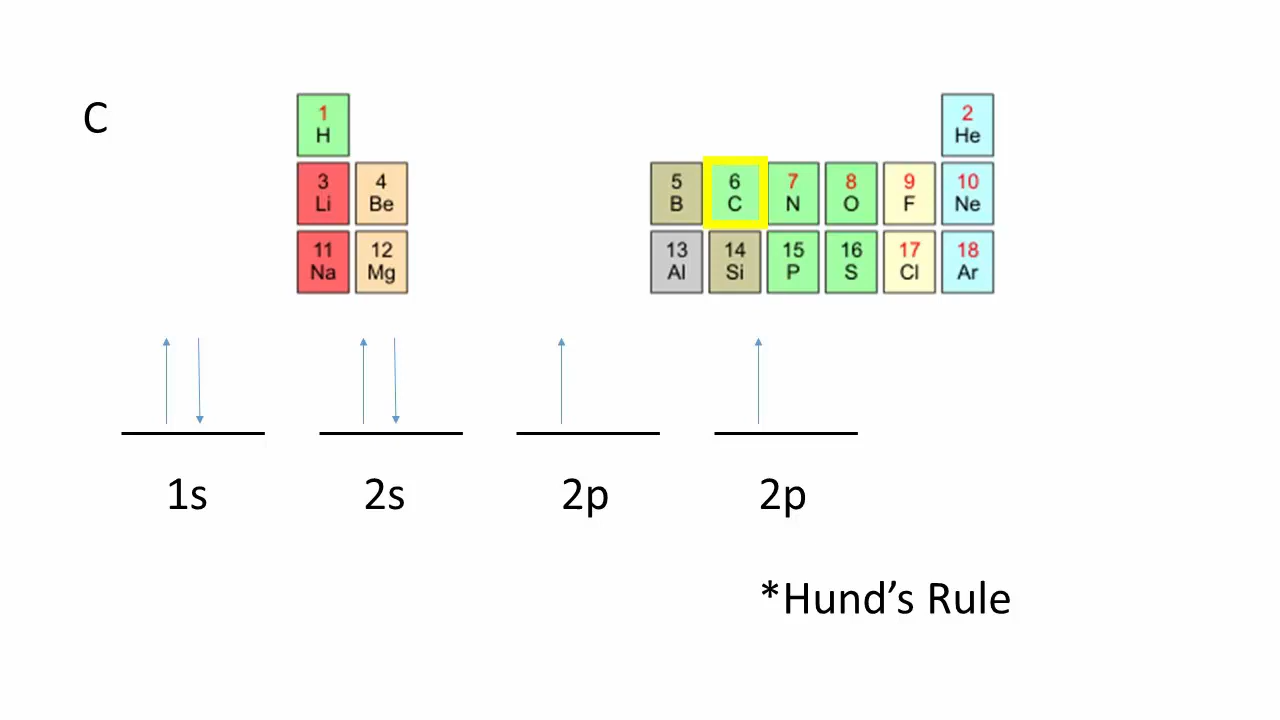 C
1
H
2
He
3
Li
4
Be
5
B
6
C
7
N
8
O
9
F
10
Ne
11
Na
12
Mg
13
Al
14
Si
15
P
16
S
17
Cl
18
Ar
1s
2s
2p
2p
*Hund’s Rule